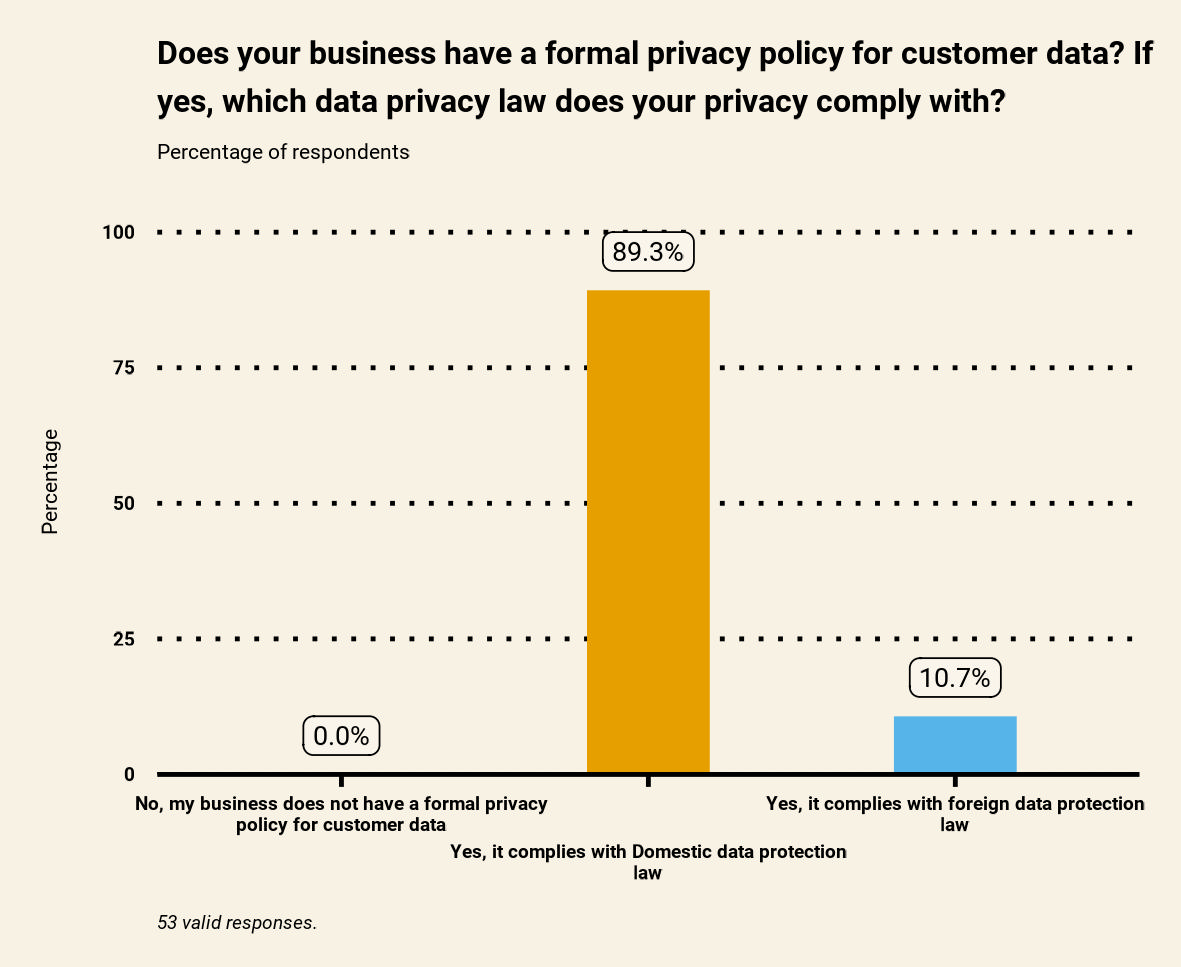 Does your business have a formal privacy policy for customer data? If
yes, which data privacy law does your privacy comply with?
Percentage of respondents
100
89.3%
75
Percentage
50
25
10.7%
0.0%
0
No, my business does not have a formal privacy
policy for customer data
Yes, it complies with foreign data protection
law
Yes, it complies with Domestic data protection
law
53 valid responses.